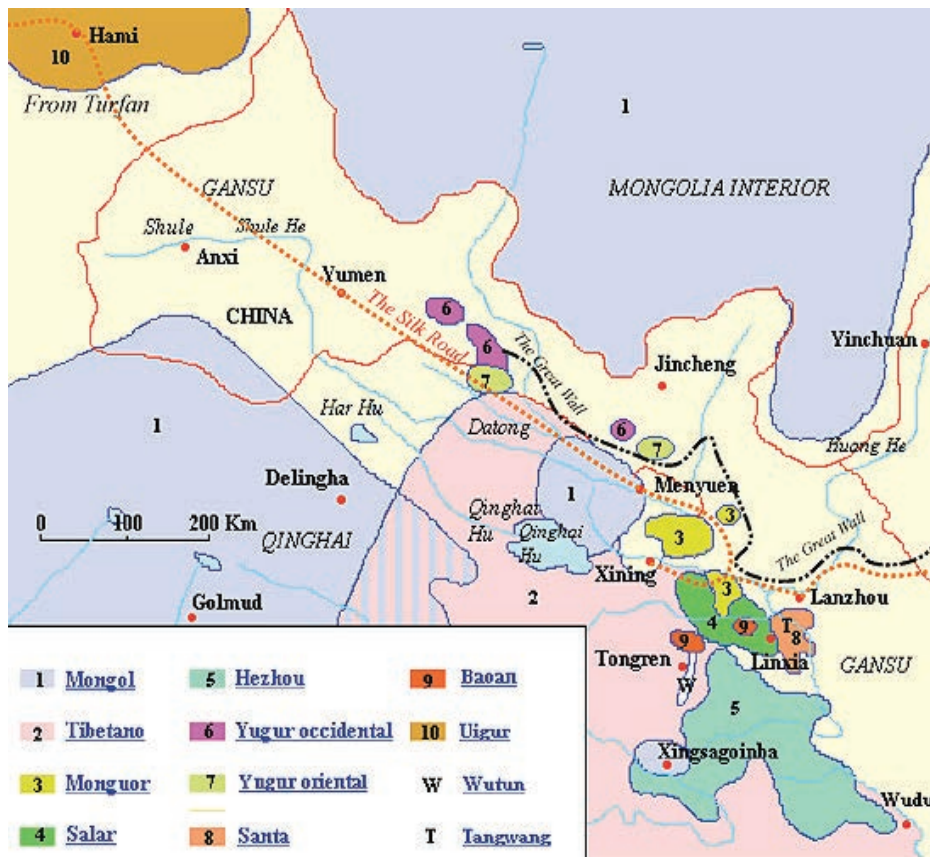 Hami
10
From Turfan
1
GANSU
MONGOLIA INTERIOR
Shule
Shule He
Anxi
Yumen
CHINA
The Silk Road
6
6
7
The Great Wall
Yinchuan
Jincheng
1
Har Hu
Datong
6
7
Huang He
Delingha
0 100 200 Km
QINGHAI
Qinghai
Hu
Qinghai
Hu
1
Menyuen
3
3
The Great Wall
Xining
Golmud
2
3
4
9
T
8
Lanzhou
9
Linxia
Tongren
W
GANSU
5
Xingsagoinba
Wudu
1 Mongol
5 Hezhou
9 Baoan
2 Tibetano
6 Yugur occidental
10 Uigur
3 Monguor
7 Yugur oriental
W Wutun
4 Salar
8 Santa
T Tangwang